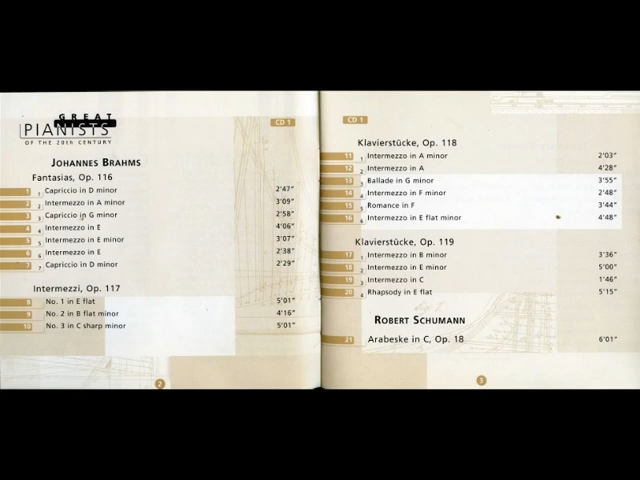 GREAT
PIANISTS
OF THE 20th CENTURY
CD 1
JOHANNES BRAHMS
Fantasias, Op. 116
1 1 Capriccio in D minor 2'47"
2 2 Intermezzo in A minor 3'09"
3 3 Capriccio in G minor 2'58"
4 4 Intermezzo in E 4'06"
5 5 Intermezzo in E minor 3'07"
6 6 Intermezzo in E 2'38"
7 7 Capriccio in D minor 2'29"
Intermezzi, Op. 117
8 No. 1 in E flat 5'01"
9 No. 2 in B flat minor 4'16"
10 No. 3 in C sharp minor 5'01"
2
CD 1
Klavierstücke, Op. 118
11 1 Intermezzo in A minor 2'03"
12 2 Intermezzo in A 4'28"
13 3 Ballade in G minor 3'55"
14 4 Intermezzo in F minor 2'48"
15 5 Romance in F 3'44"
16 6 Intermezzo in E flat minor 4'48"
Klavierstücke, Op. 119
17 1 Intermezzo in B minor 3'36"
18 2 Intermezzo in E minor 5'00"
19 3 Intermezzo in C 1'46"
20 4 Rhapsody in E flat 5'15"
ROBERT SCHUMANN
21 Arabeske in C, Op. 18 6'01"
3